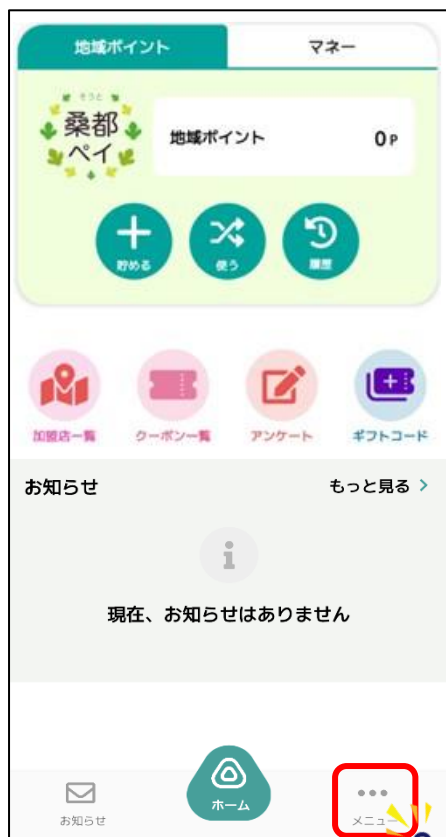 地域ポイント
マネー
そうと
桑都
ペイ
地域ポイント 0P
貯める
使う
履歴
加盟店一覧
クーポン一覧
アンケート
ギフトコード
お知らせ
もっと見る
現在、お知らせはありません
お知らせ
ホーム
メニュー